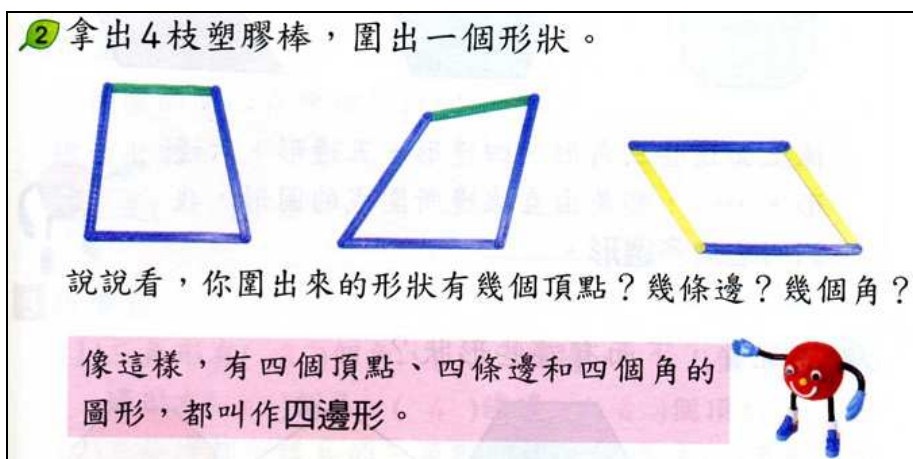 2 拿出4枝塑膠棒，圍出一個形狀。
說說看，你圍出來的形狀有幾個頂點？幾條邊？幾個角？
像這樣，有四個頂點、四條邊和四個角的
圖形，都叫作四邊形。